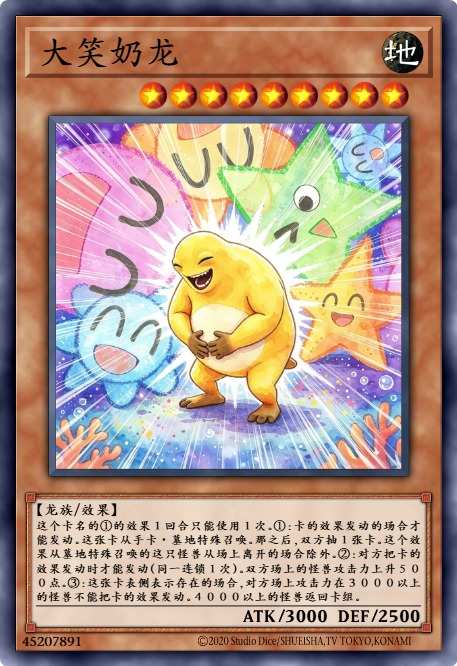 大笑奶龙
地
【龙族/效果】
这个卡名的①的效果1回合只能使用1次。①:卡的效果发动的场合才
能发动。这张卡从手卡·墓地特殊召唤。那之后,双方抽1张卡。这个效
果从墓地特殊召唤的这只怪兽从场上离开的场合除外。②:对方把卡的
效果发动时才能发动(同一连锁1次)。双方场上的怪兽攻击力上升50
0点。③:这张卡表侧表示存在的场合,对方场上攻击力在3000以上
的怪兽不能把卡的效果发动。4000以上的怪兽返回卡组。
ATK/3000 DEF/2500
45207891 ©2020 Studio Dice/SHUEISHA,TV TOKYO,KONAMI